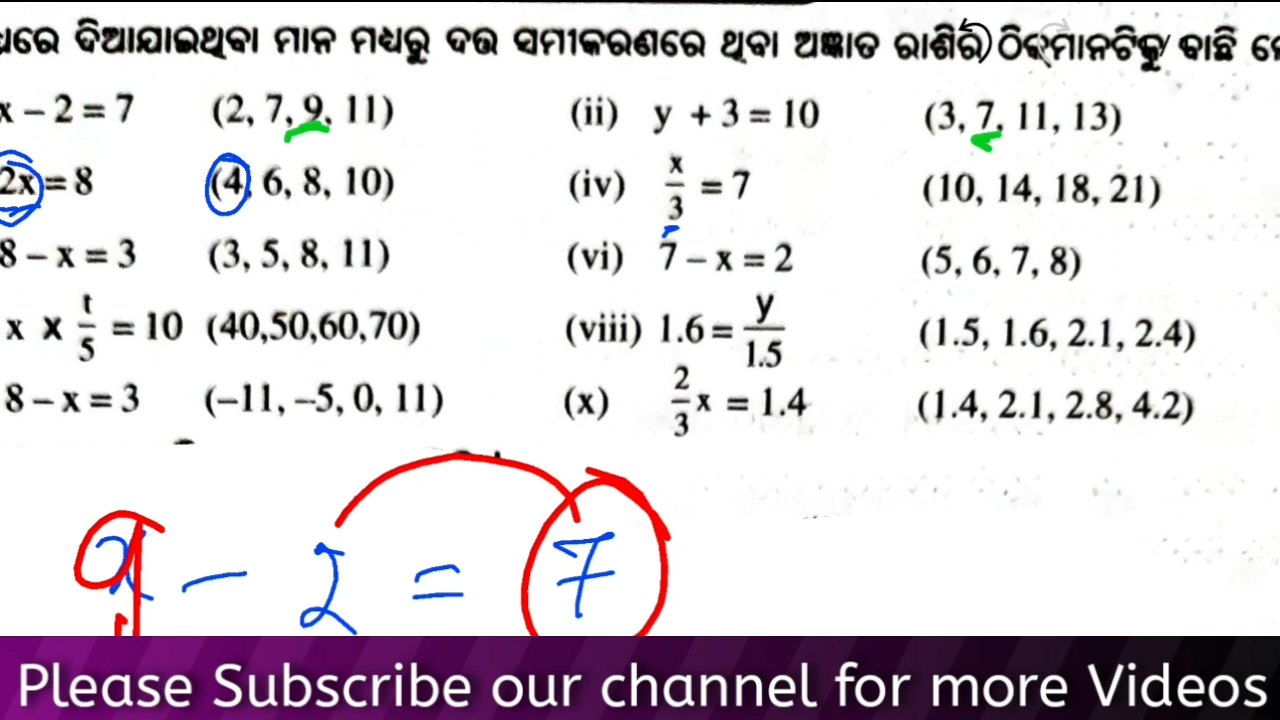 ଧରେ ଦିଆଯାଇଥିବା ମାନ ମଧ୍ୟରୁ ଦତ୍ତ ସମୀକରଣରେ ଥିବା ଅଜ୍ଞାତ ରାଶିର ଠିକ୍ ମାନଟିକୁ ବାଛି
x – 2 = 7 (2, 7, 9, 11) (ii) y + 3 = 10 (3, 7, 11, 13)
2x = 8 (4, 6, 8, 10) (iv) x/3 = 7 (10, 14, 18, 21)
8 – x = 3 (3, 5, 8, 11) (vi) 7 – x = 2 (5, 6, 7, 8)
x x t/5 = 10 (40,50,60,70) (viii) 1.6 = y/1.5 (1.5, 1.6, 2.1, 2.4)
8 – x = 3 (–11, –5, 0, 11) (x) 2/3 x = 1.4 (1.4, 2.1, 2.8, 4.2)
x – 2 = 7
Please Subscribe our channel for more Videos